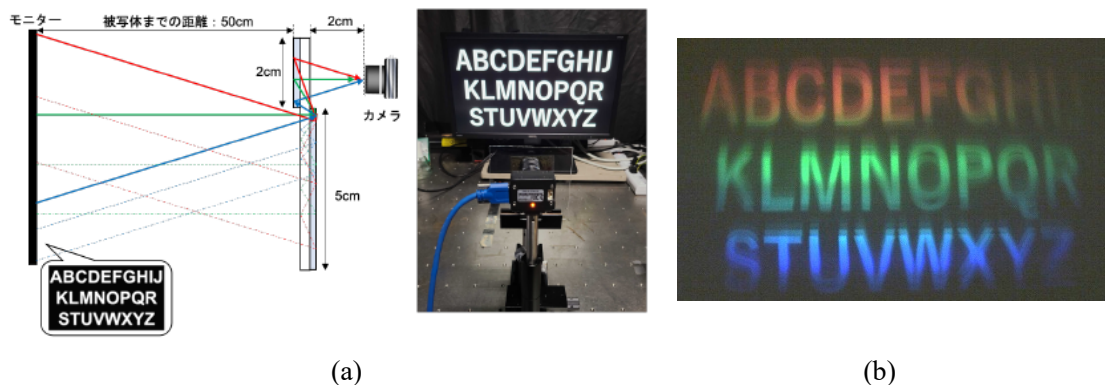 モニター
被写体までの距離：50cm
2cm
2cm
カメラ
5cm
ABCDEFGHIJ
KLMNOPQR
STUVWXYZ
ABCDEFGHIJ
KLMNOPQR
STUVWXYZ
ABCDEFGHI
KLMNOPQR
STUVWXYZ
(a)
(b)